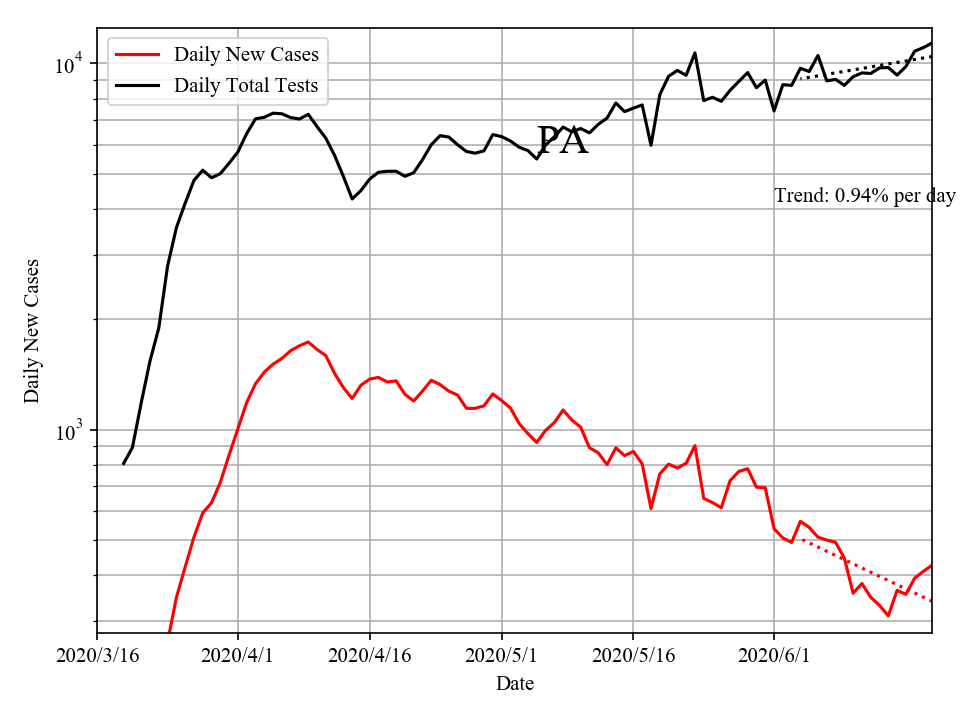 Daily New Cases
Daily Total Tests
10^4
PA
Trend: 0.94% per day
Daily New Cases
10^3
2020/3/16
2020/4/1
2020/4/16
2020/5/1
2020/5/16
2020/6/1
Date